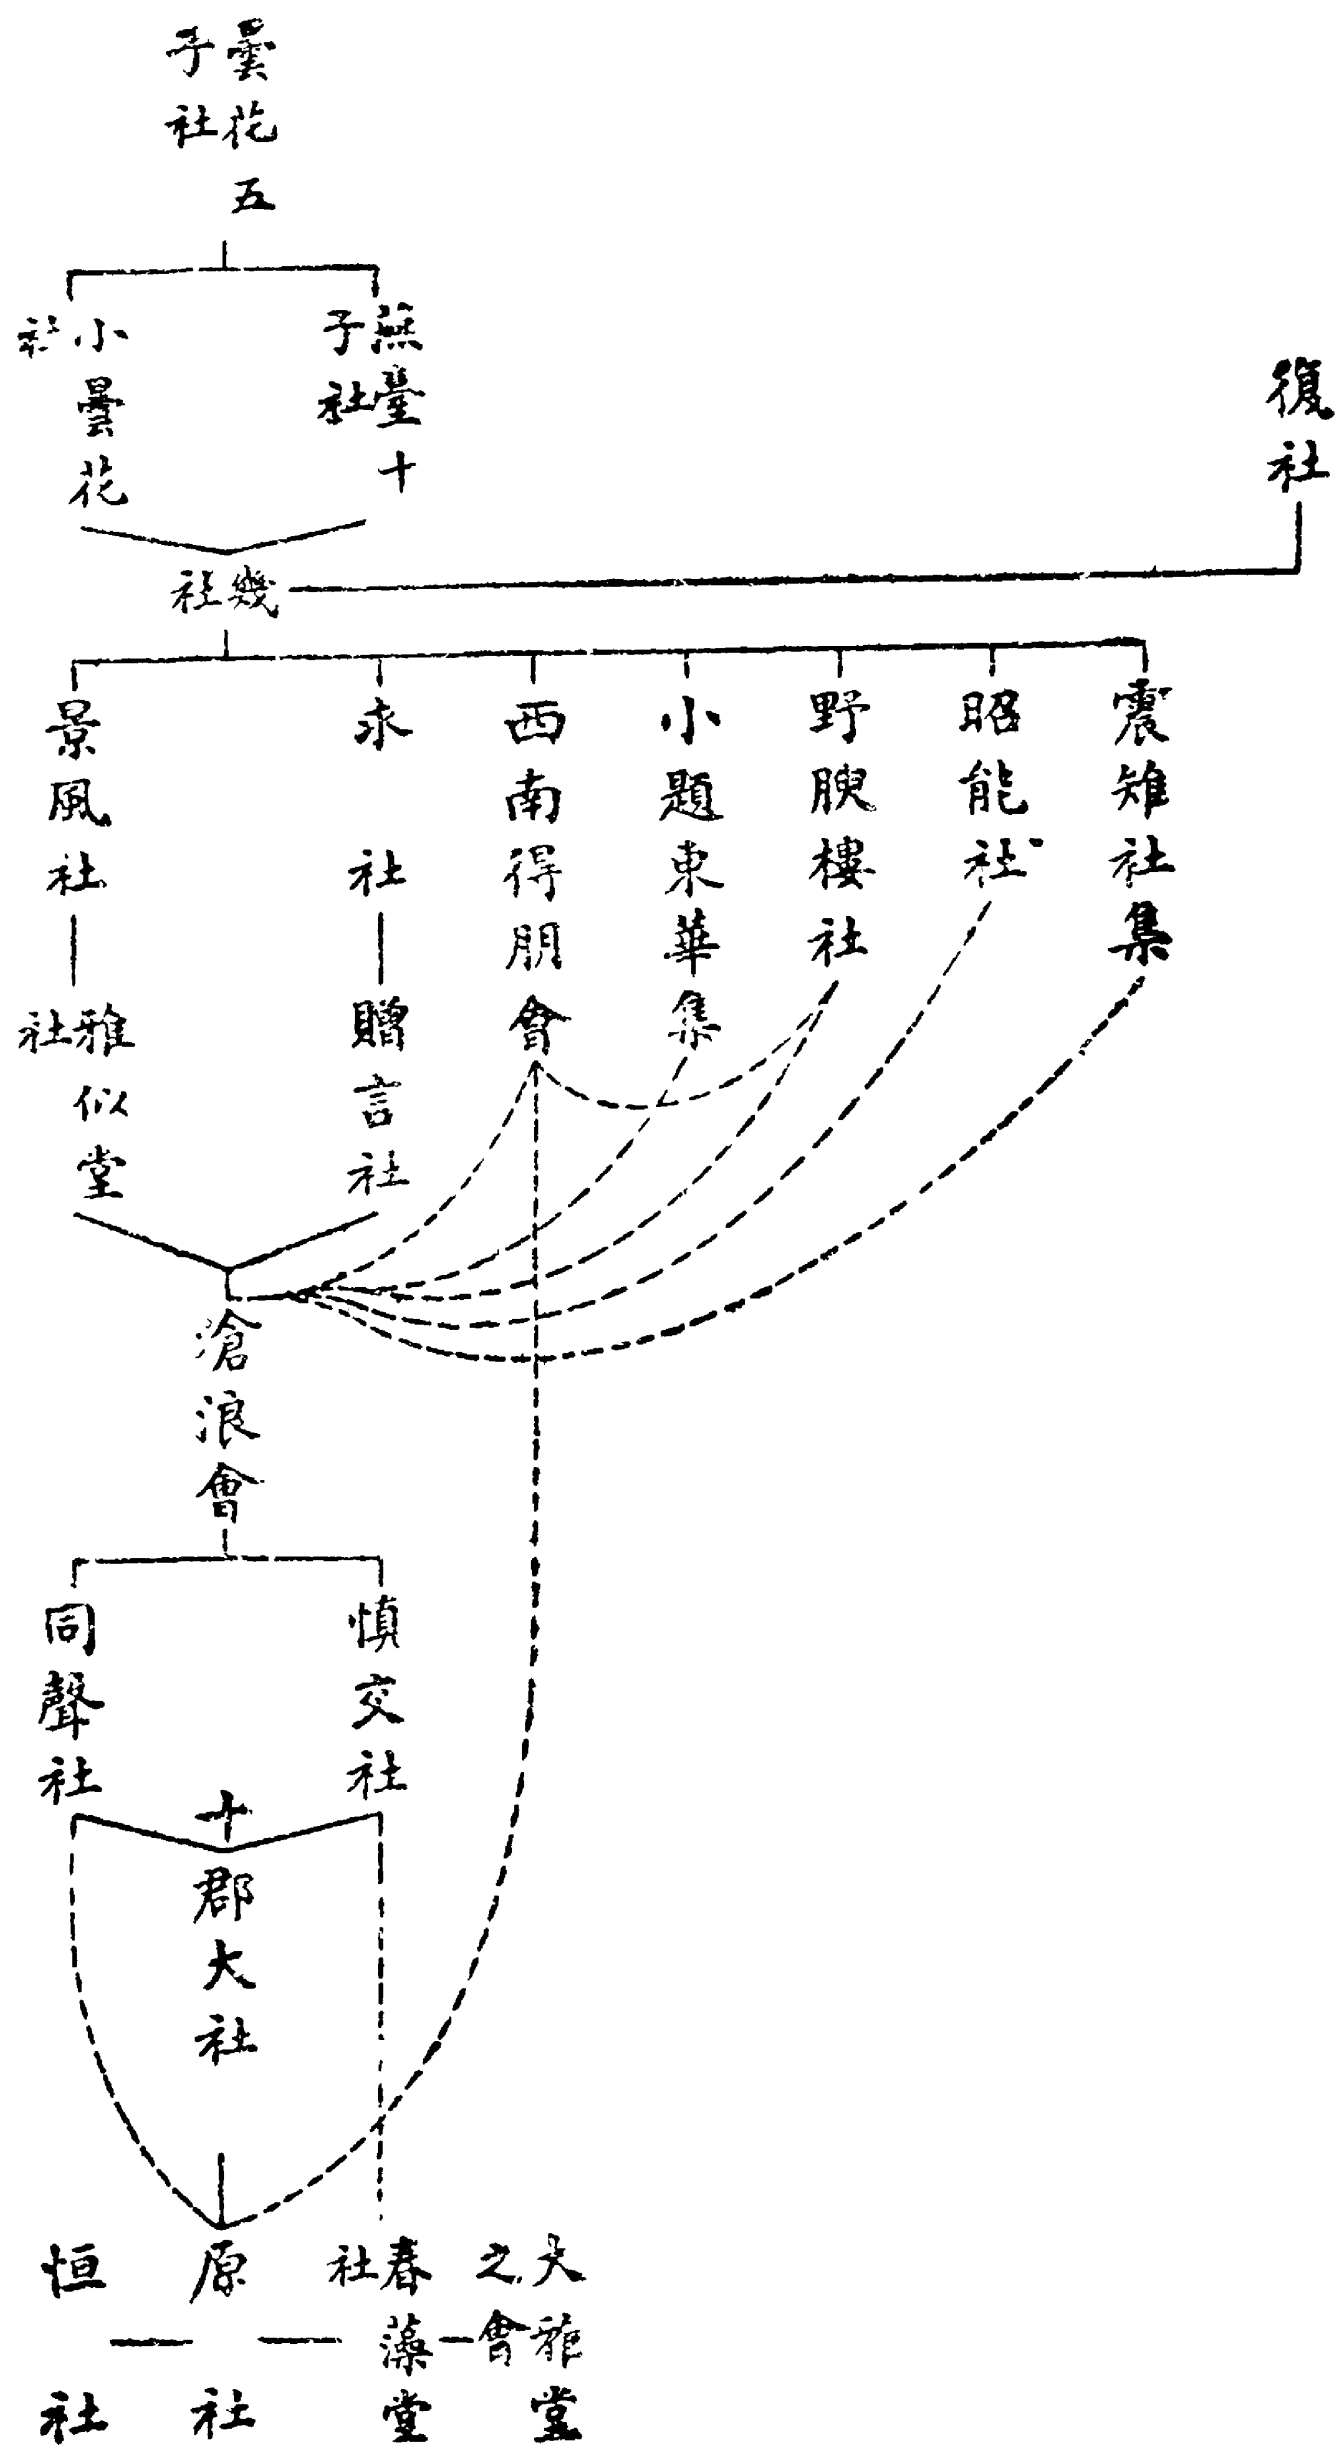 曇花五子社
蕪臺十子社
小曇花社
復社
幾社
震雉社集
昭能社
野腴樓社
小題東華集
西南得朋會
求社
景風社
贈言社
雅似堂社
滄浪會
慎交社
同聲社
十郡大社
大雅堂之會
春藻堂社
原社
恒社